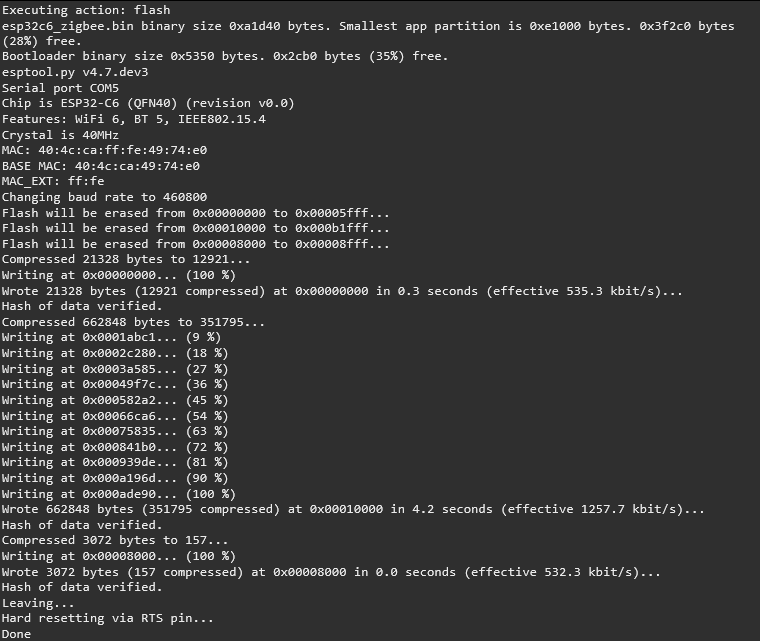 Executing action: flash
esp32c6_zigbee.bin binary size 0xa1d40 bytes. Smallest app partition is 0xe1000 bytes. 0x3f2c0 bytes
(28%) free.
Bootloader binary size 0x5350 bytes. 0x2cb0 bytes (35%) free.
esptool.py v4.7.dev3
Serial port COM5
Chip is ESP32-C6 (QFN40) (revision v0.0)
Features: WiFi 6, BT 5, IEEE802.15.4
Crystal is 40MHz
MAC: 40:4c:ca:ff:fe:49:74:e0
BASE MAC: 40:4c:ca:49:74:e0
MAC_EXT: ff:fe
Changing baud rate to 460800
Flash will be erased from 0x00000000 to 0x00005fff...
Flash will be erased from 0x00010000 to 0x000b1fff...
Flash will be erased from 0x00008000 to 0x00008fff...
Compressed 21328 bytes to 12921...
Writing at 0x00000000... (100 %)
Wrote 21328 bytes (12921 compressed) at 0x00000000 in 0.3 seconds (effective 535.3 kbit/s)...
Hash of data verified.
Compressed 662848 bytes to 351795...
Writing at 0x0001abc1... (9 %)
Writing at 0x0002c280... (18 %)
Writing at 0x0003a585... (27 %)
Writing at 0x00049f7c... (36 %)
Writing at 0x000582a2... (45 %)
Writing at 0x00066ca6... (54 %)
Writing at 0x00075835... (63 %)
Writing at 0x000841b0... (72 %)
Writing at 0x000939de... (81 %)
Writing at 0x000a196d... (90 %)
Writing at 0x000ade90... (100 %)
Wrote 662848 bytes (351795 compressed) at 0x00010000 in 4.2 seconds (effective 1257.7 kbit/s)...
Hash of data verified.
Compressed 3072 bytes to 157...
Writing at 0x00008000... (100 %)
Wrote 3072 bytes (157 compressed) at 0x00008000 in 0.0 seconds (effective 532.3 kbit/s)...
Hash of data verified.
Leaving...
Hard resetting via RTS pin...
Done